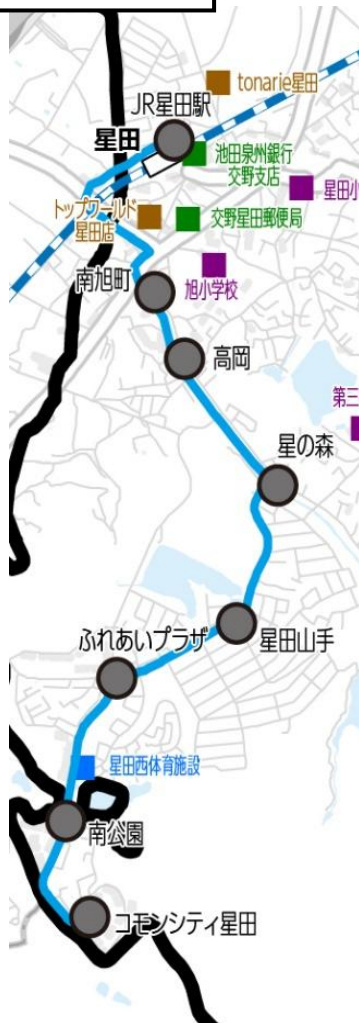 tonarie星田
JR星田駅
星田
池田泉州銀行
交野支店
星田小
トップワールド
星田店
交野星田郵便局
南旭町
旭小学校
高岡
第三
星の森
ふれあいプラザ
星田山手
星田西体育施設
南公園
コモンシティ星田